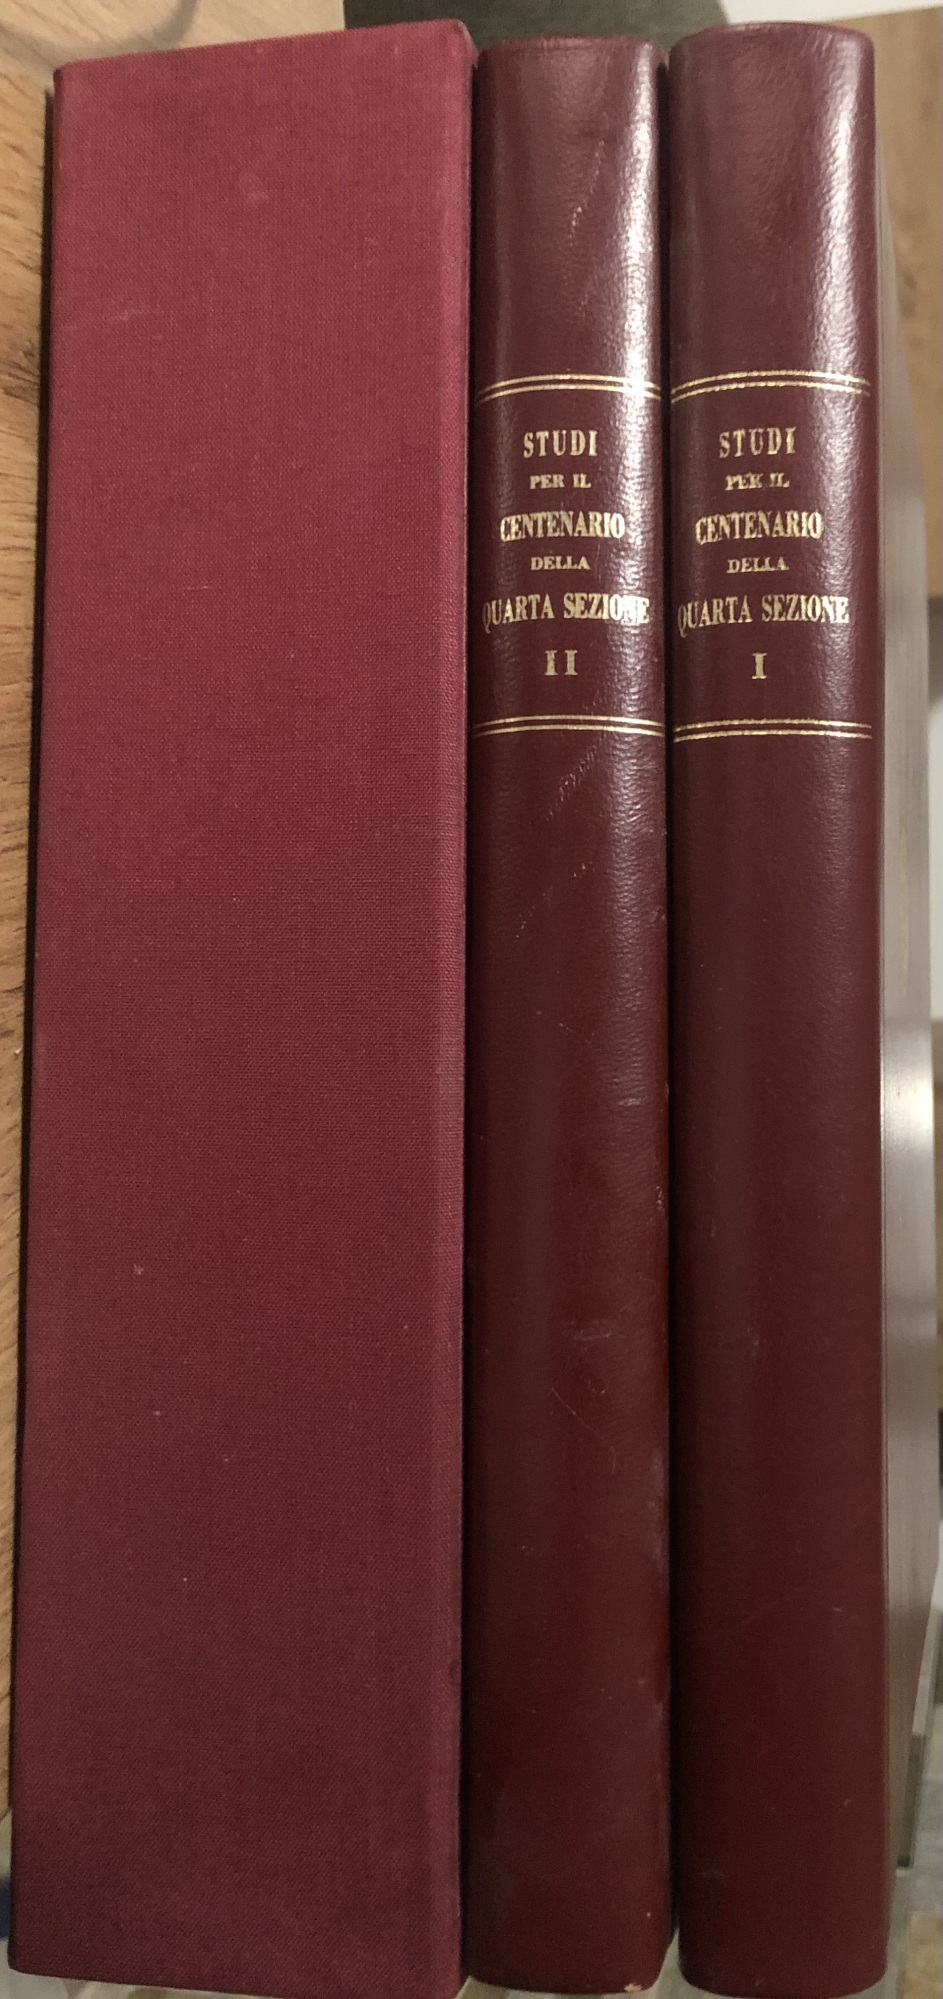 STUDI
PER IL
CENTENARIO
DELLA
QUARTA SEZIONE
II
STUDI
PER IL
CENTENARIO
DELLA
QUARTA SEZIONE
I